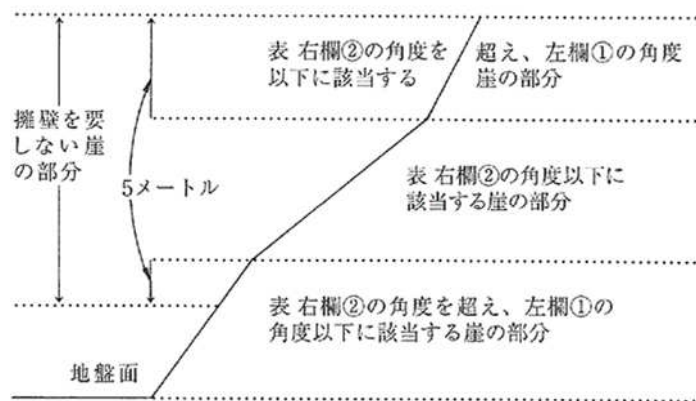 表 右欄②の角度を 超え、左欄①の角度
以下に該当する 崖の部分
擁壁を要
しない崖
の部分
5メートル
表 右欄②の角度以下に
該当する崖の部分
表 右欄②の角度を超え、左欄①の
角度以下に該当する崖の部分
地盤面